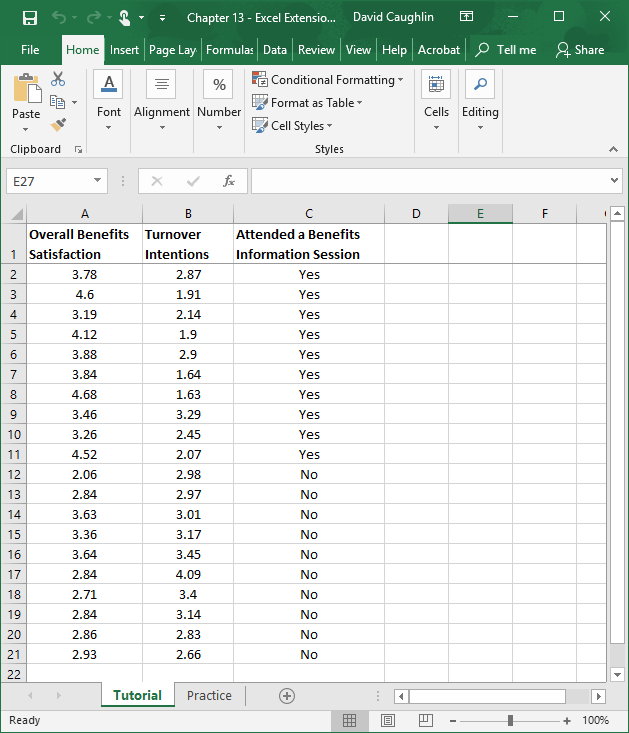 Chapter 13 - Excel Extensio... David Caughlin
File Home Insert Page Lay Formulas Data Review View Help Acrobat Tell me Share
Paste Font Alignment Number Conditional Formatting Format as Table Cell Styles Cells Editing
Clipboard Styles
E27 fx
A B C D E F
1 Overall Benefits Satisfaction Turnover Intentions Attended a Benefits Information Session
2 3.78 2.87 Yes
3 4.6 1.91 Yes
4 3.19 2.14 Yes
5 4.12 1.9 Yes
6 3.88 2.9 Yes
7 3.84 1.64 Yes
8 4.68 1.63 Yes
9 3.46 3.29 Yes
10 3.26 2.45 Yes
11 4.52 2.07 Yes
12 2.06 2.98 No
13 2.84 2.97 No
14 3.63 3.01 No
15 3.36 3.17 No
16 3.64 3.45 No
17 2.84 4.09 No
18 2.71 3.4 No
19 2.84 3.14 No
20 2.86 2.83 No
21 2.93 2.66 No
22
Tutorial Practice
Ready 100%